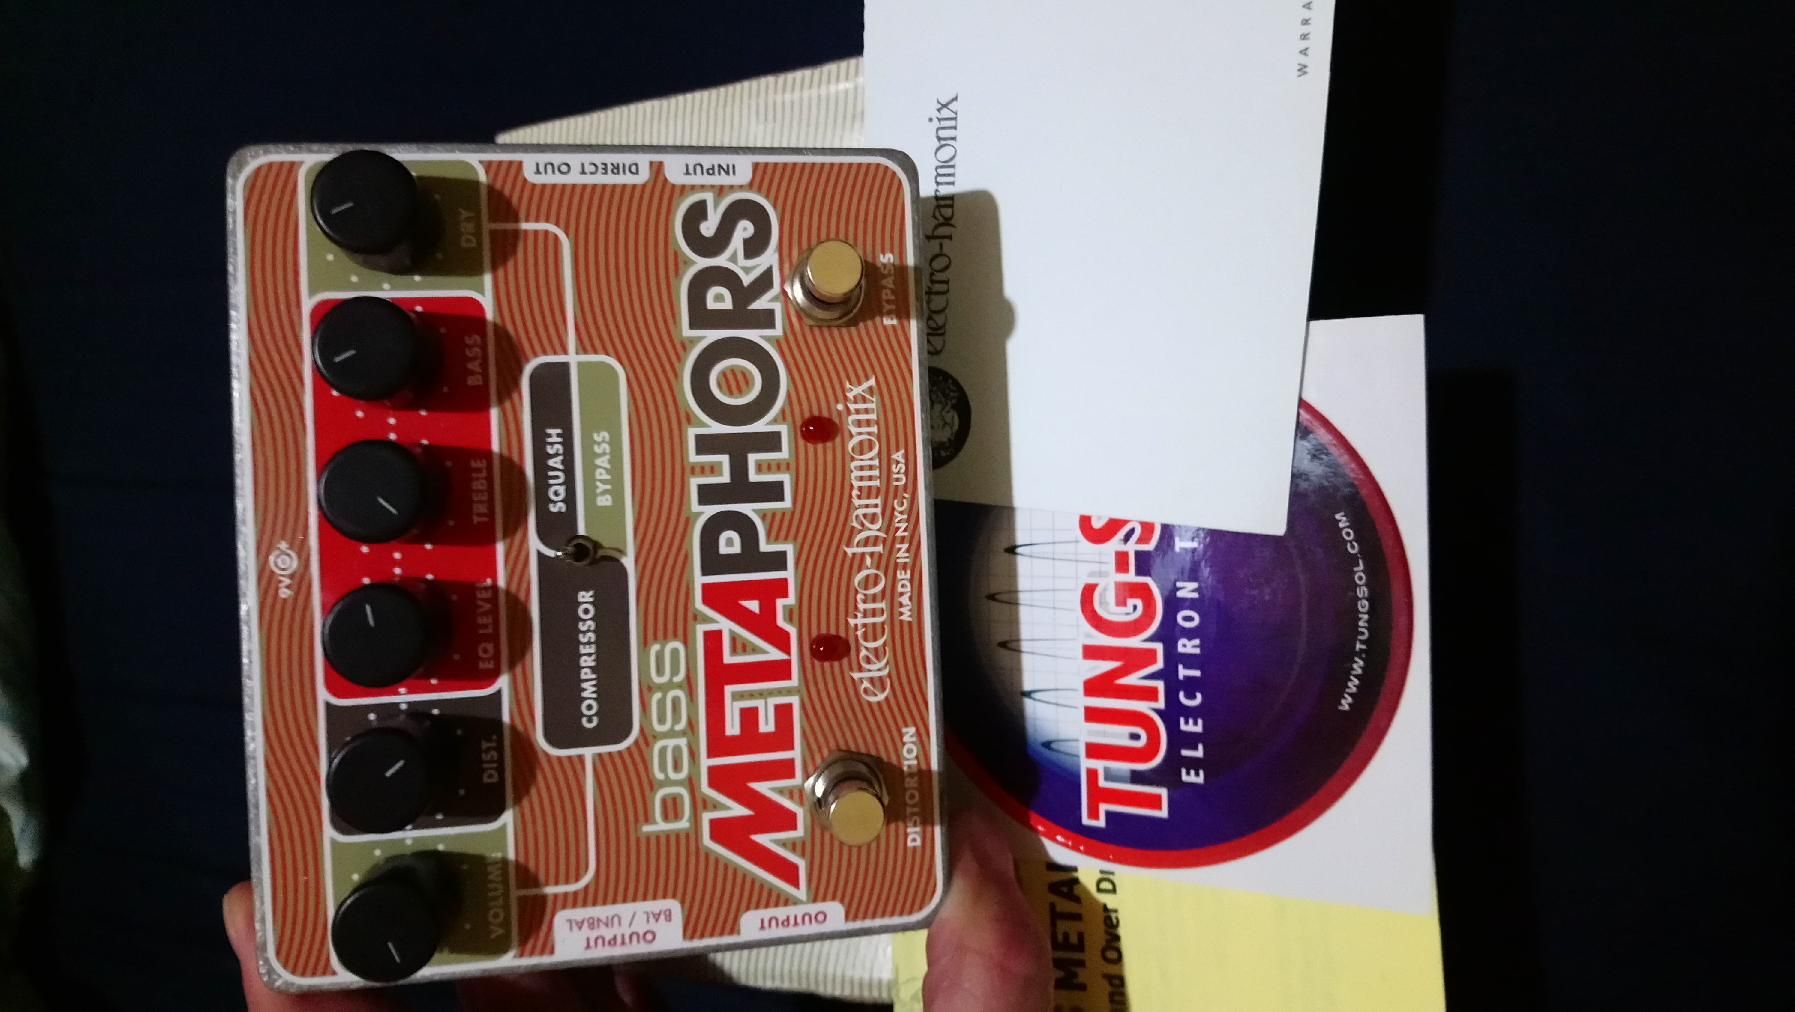 9V
VOLUME
DIST.
EQ LEVEL
TREBLE
BASS
DRY
COMPRESSOR
SQUASH
BYPASS
OUTPUT
BAL / UNBAL
DIRECT OUT
OUTPUT
INPUT
bass
METAPHORS
electro-harmonix
MADE IN NYC, USA
DISTORTION
BYPASS
electro-harmonix
TUNG-S
ELECTRON T
WWW.TUNGSOL.COM